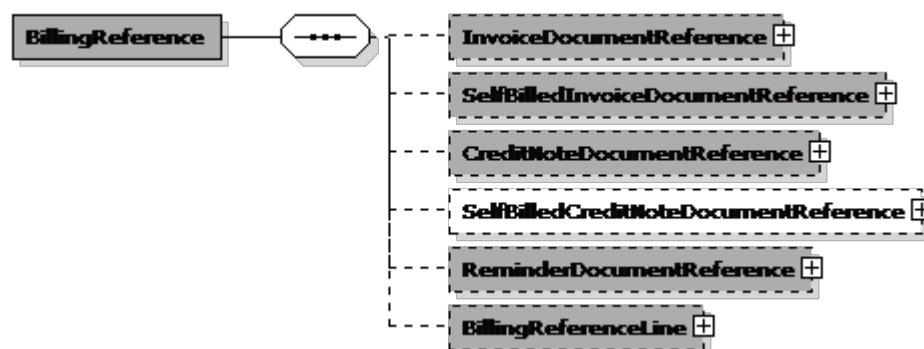 BillingReference
InvoiceDocumentReference
SelfBilledInvoiceDocumentReference
CreditNoteDocumentReference
SelfBilledCreditNoteDocumentReference
ReminderDocumentReference
BillingReferenceLine